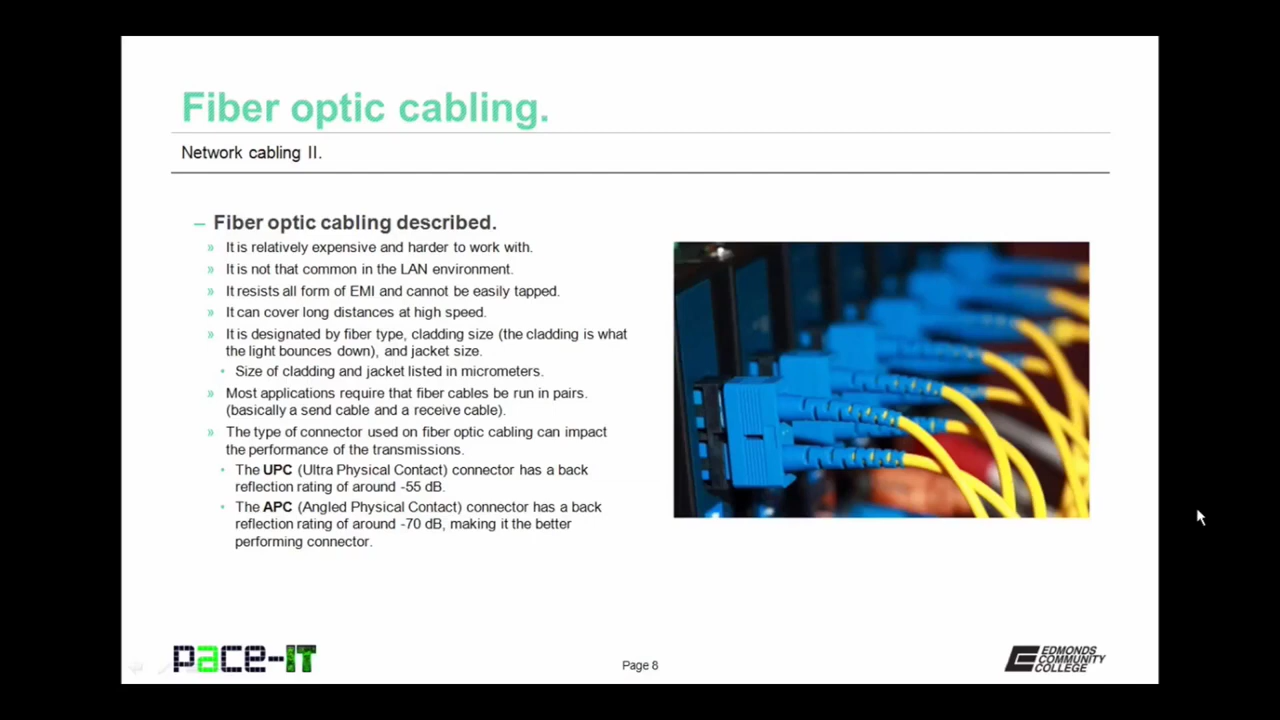 Fiber optic cabling.
Network cabling II.
– Fiber optic cabling described.
» It is relatively expensive and harder to work with.
» It is not that common in the LAN environment.
» It resists all form of EMI and cannot be easily tapped.
» It can cover long distances at high speed.
» It is designated by fiber type, cladding size (the cladding is what
the light bounces down), and jacket size.
• Size of cladding and jacket listed in micrometers.
» Most applications require that fiber cables be run in pairs.
(basically a send cable and a receive cable).
» The type of connector used on fiber optic cabling can impact
the performance of the transmissions.
• The UPC (Ultra Physical Contact) connector has a back
reflection rating of around -55 dB.
• The APC (Angled Physical Contact) connector has a back
reflection rating of around -70 dB, making it the better
performing connector.
pace-IT
Page 8
EDMONDS
COMMUNITY
COLLEGE